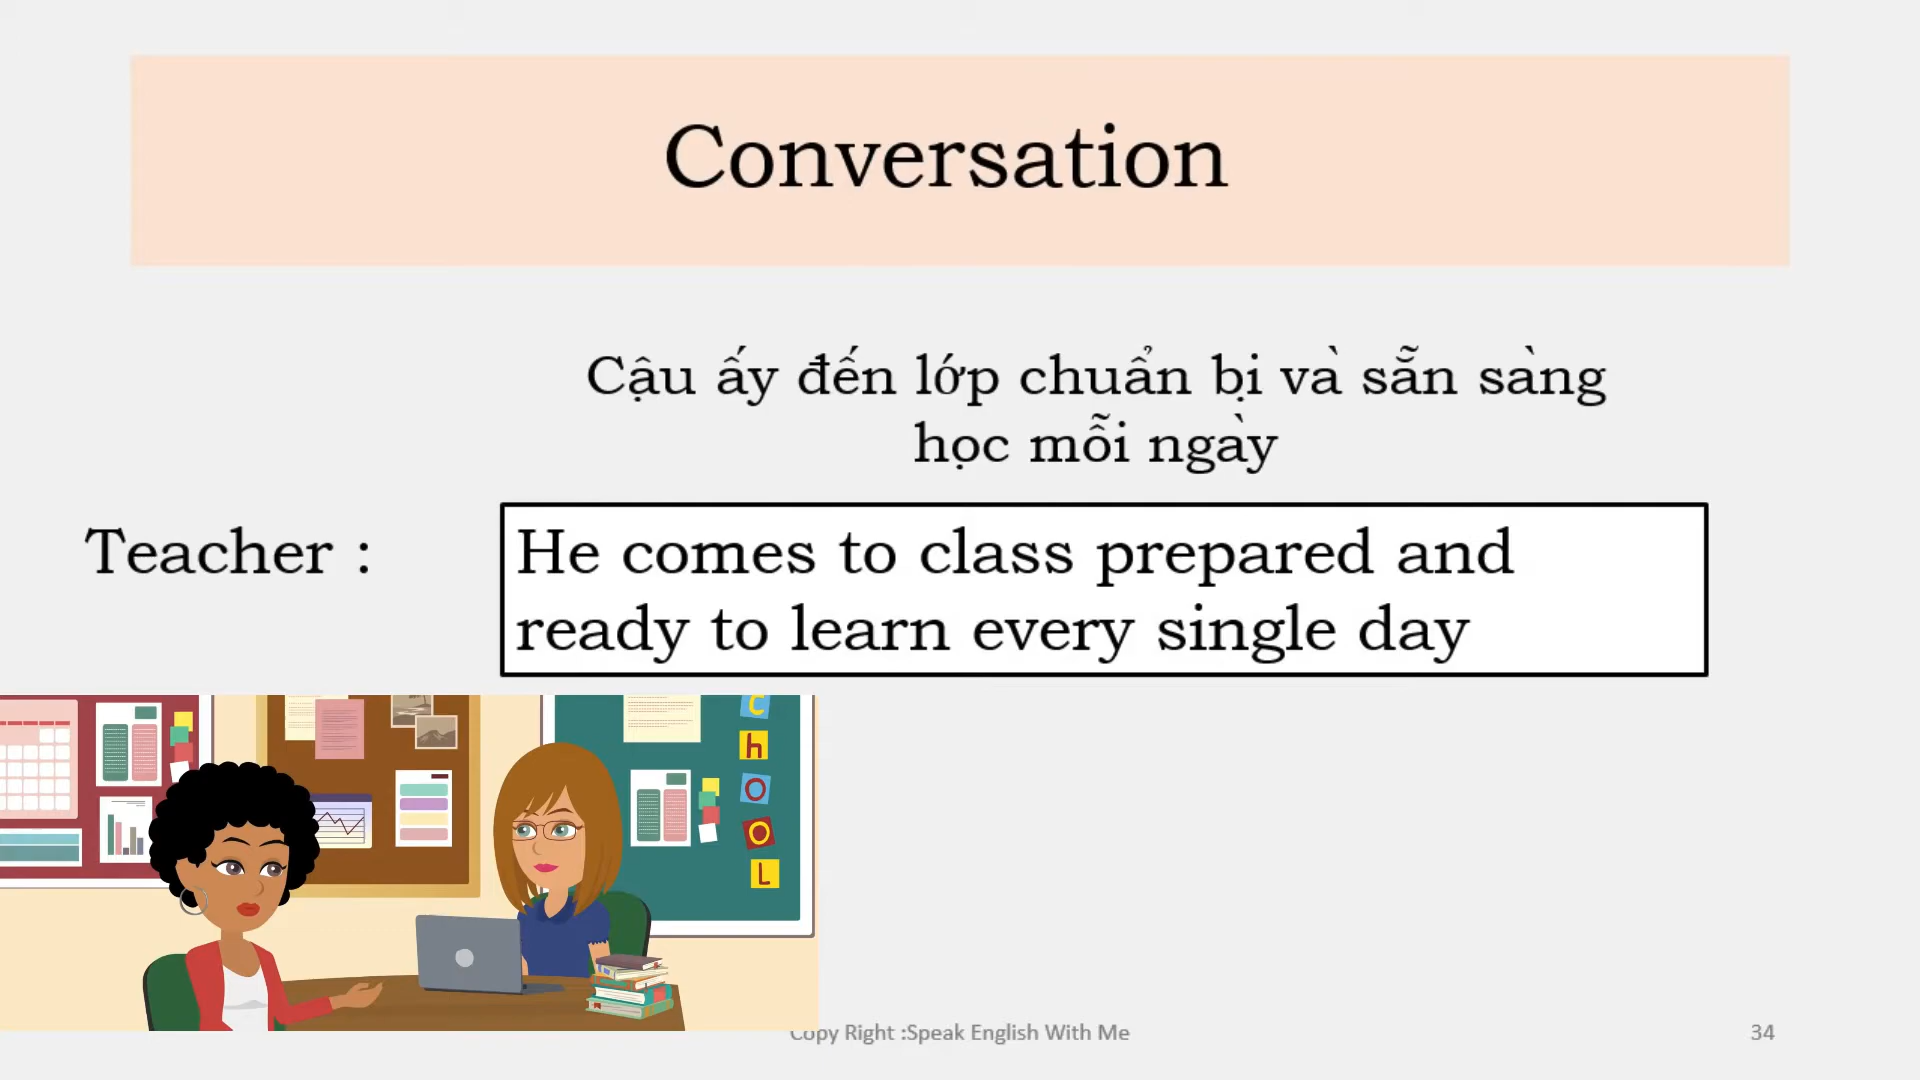 Conversation
Cậu ấy đến lớp chuẩn bị và sẵn sàng
học mỗi ngày
Teacher :
He comes to class prepared and
ready to learn every single day
c
h
O
O
L
Copy Right :Speak English With Me
34